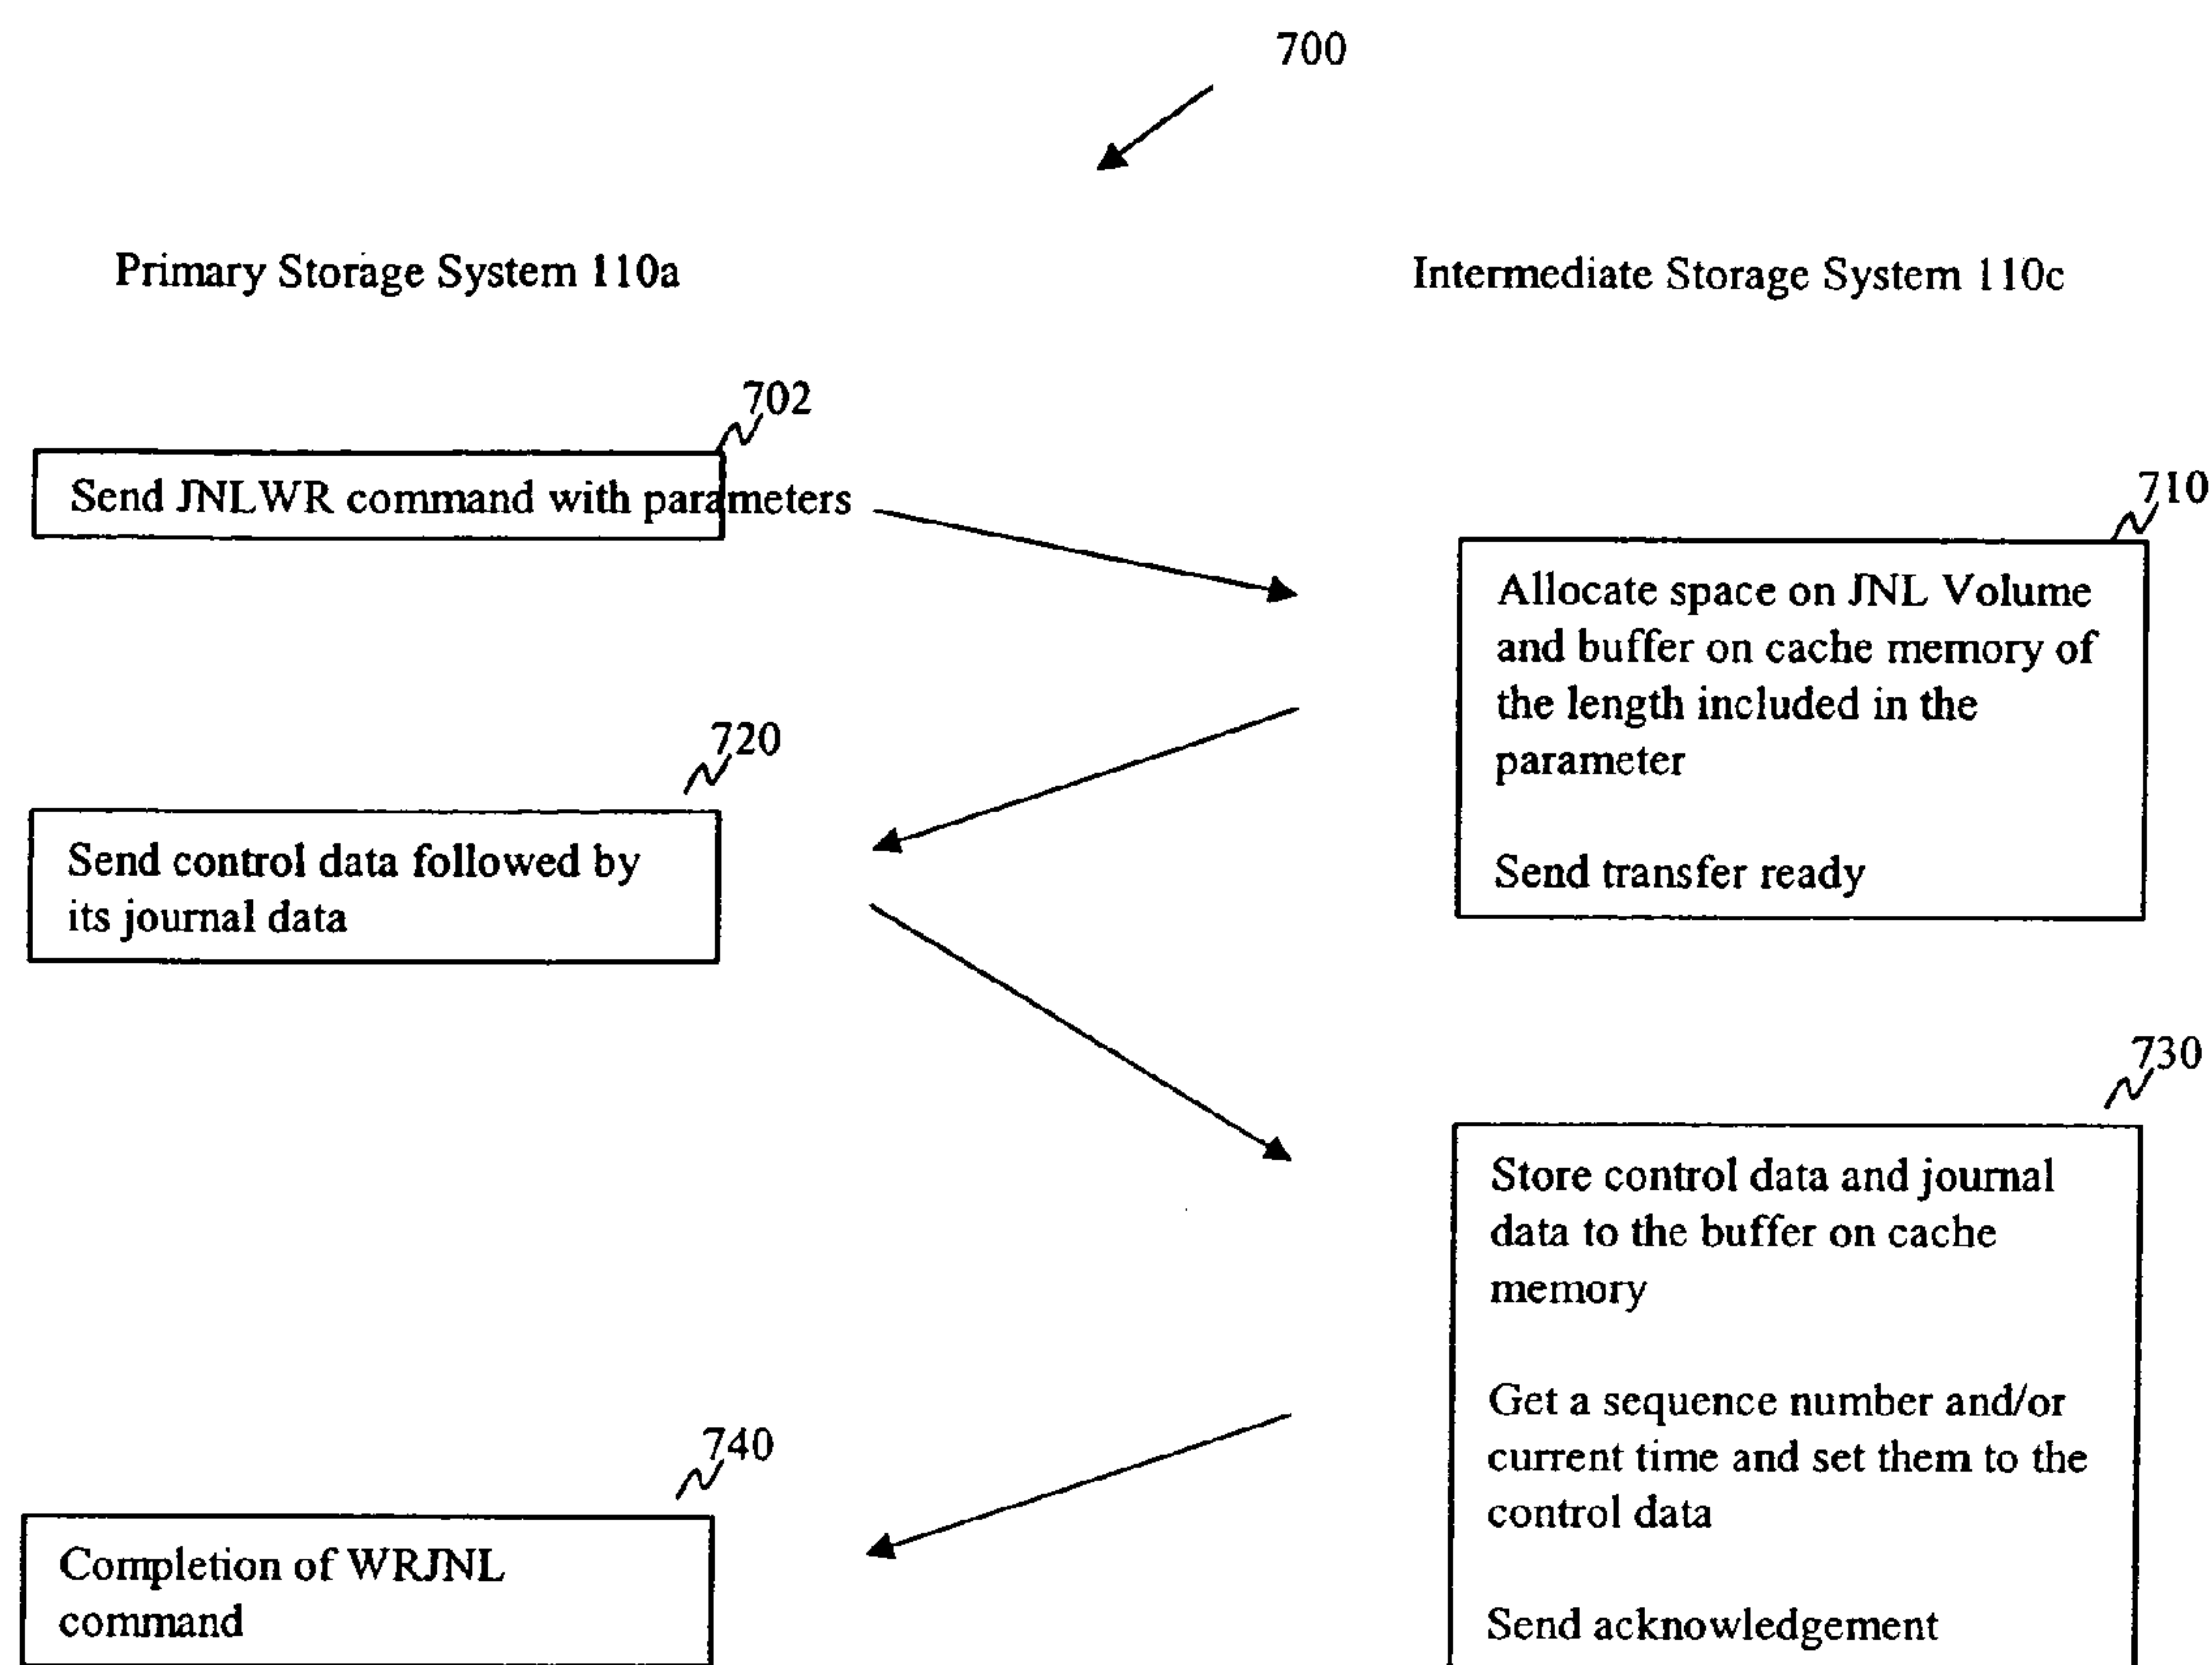 700
Primary Storage System 110a
Intermediate Storage System 110c
702
Send JNLWR command with parameters
710
Allocate space on JNL Volume
and buffer on cache memory of
the length included in the
parameter
Send transfer ready
720
Send control data followed by
its journal data
730
Store control data and journal
data to the buffer on cache
memory
Get a sequence number and/or
current time and set them to the
control data
Send acknowledgement
740
Completion of WRJNL
command